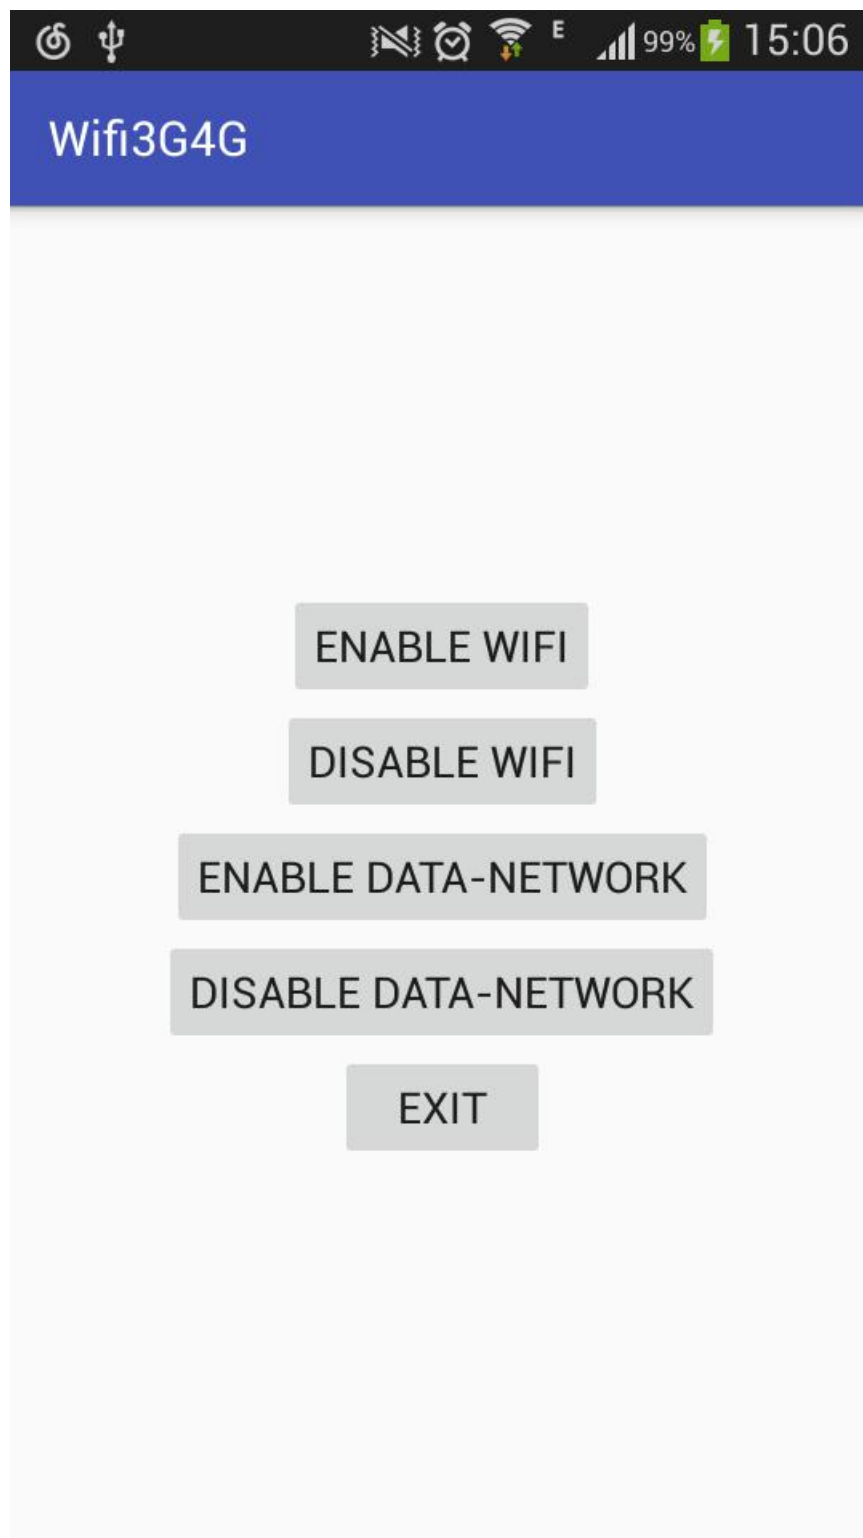 E 99% 15:06
Wifi3G4G
ENABLE WIFI
DISABLE WIFI
ENABLE DATA-NETWORK
DISABLE DATA-NETWORK
EXIT